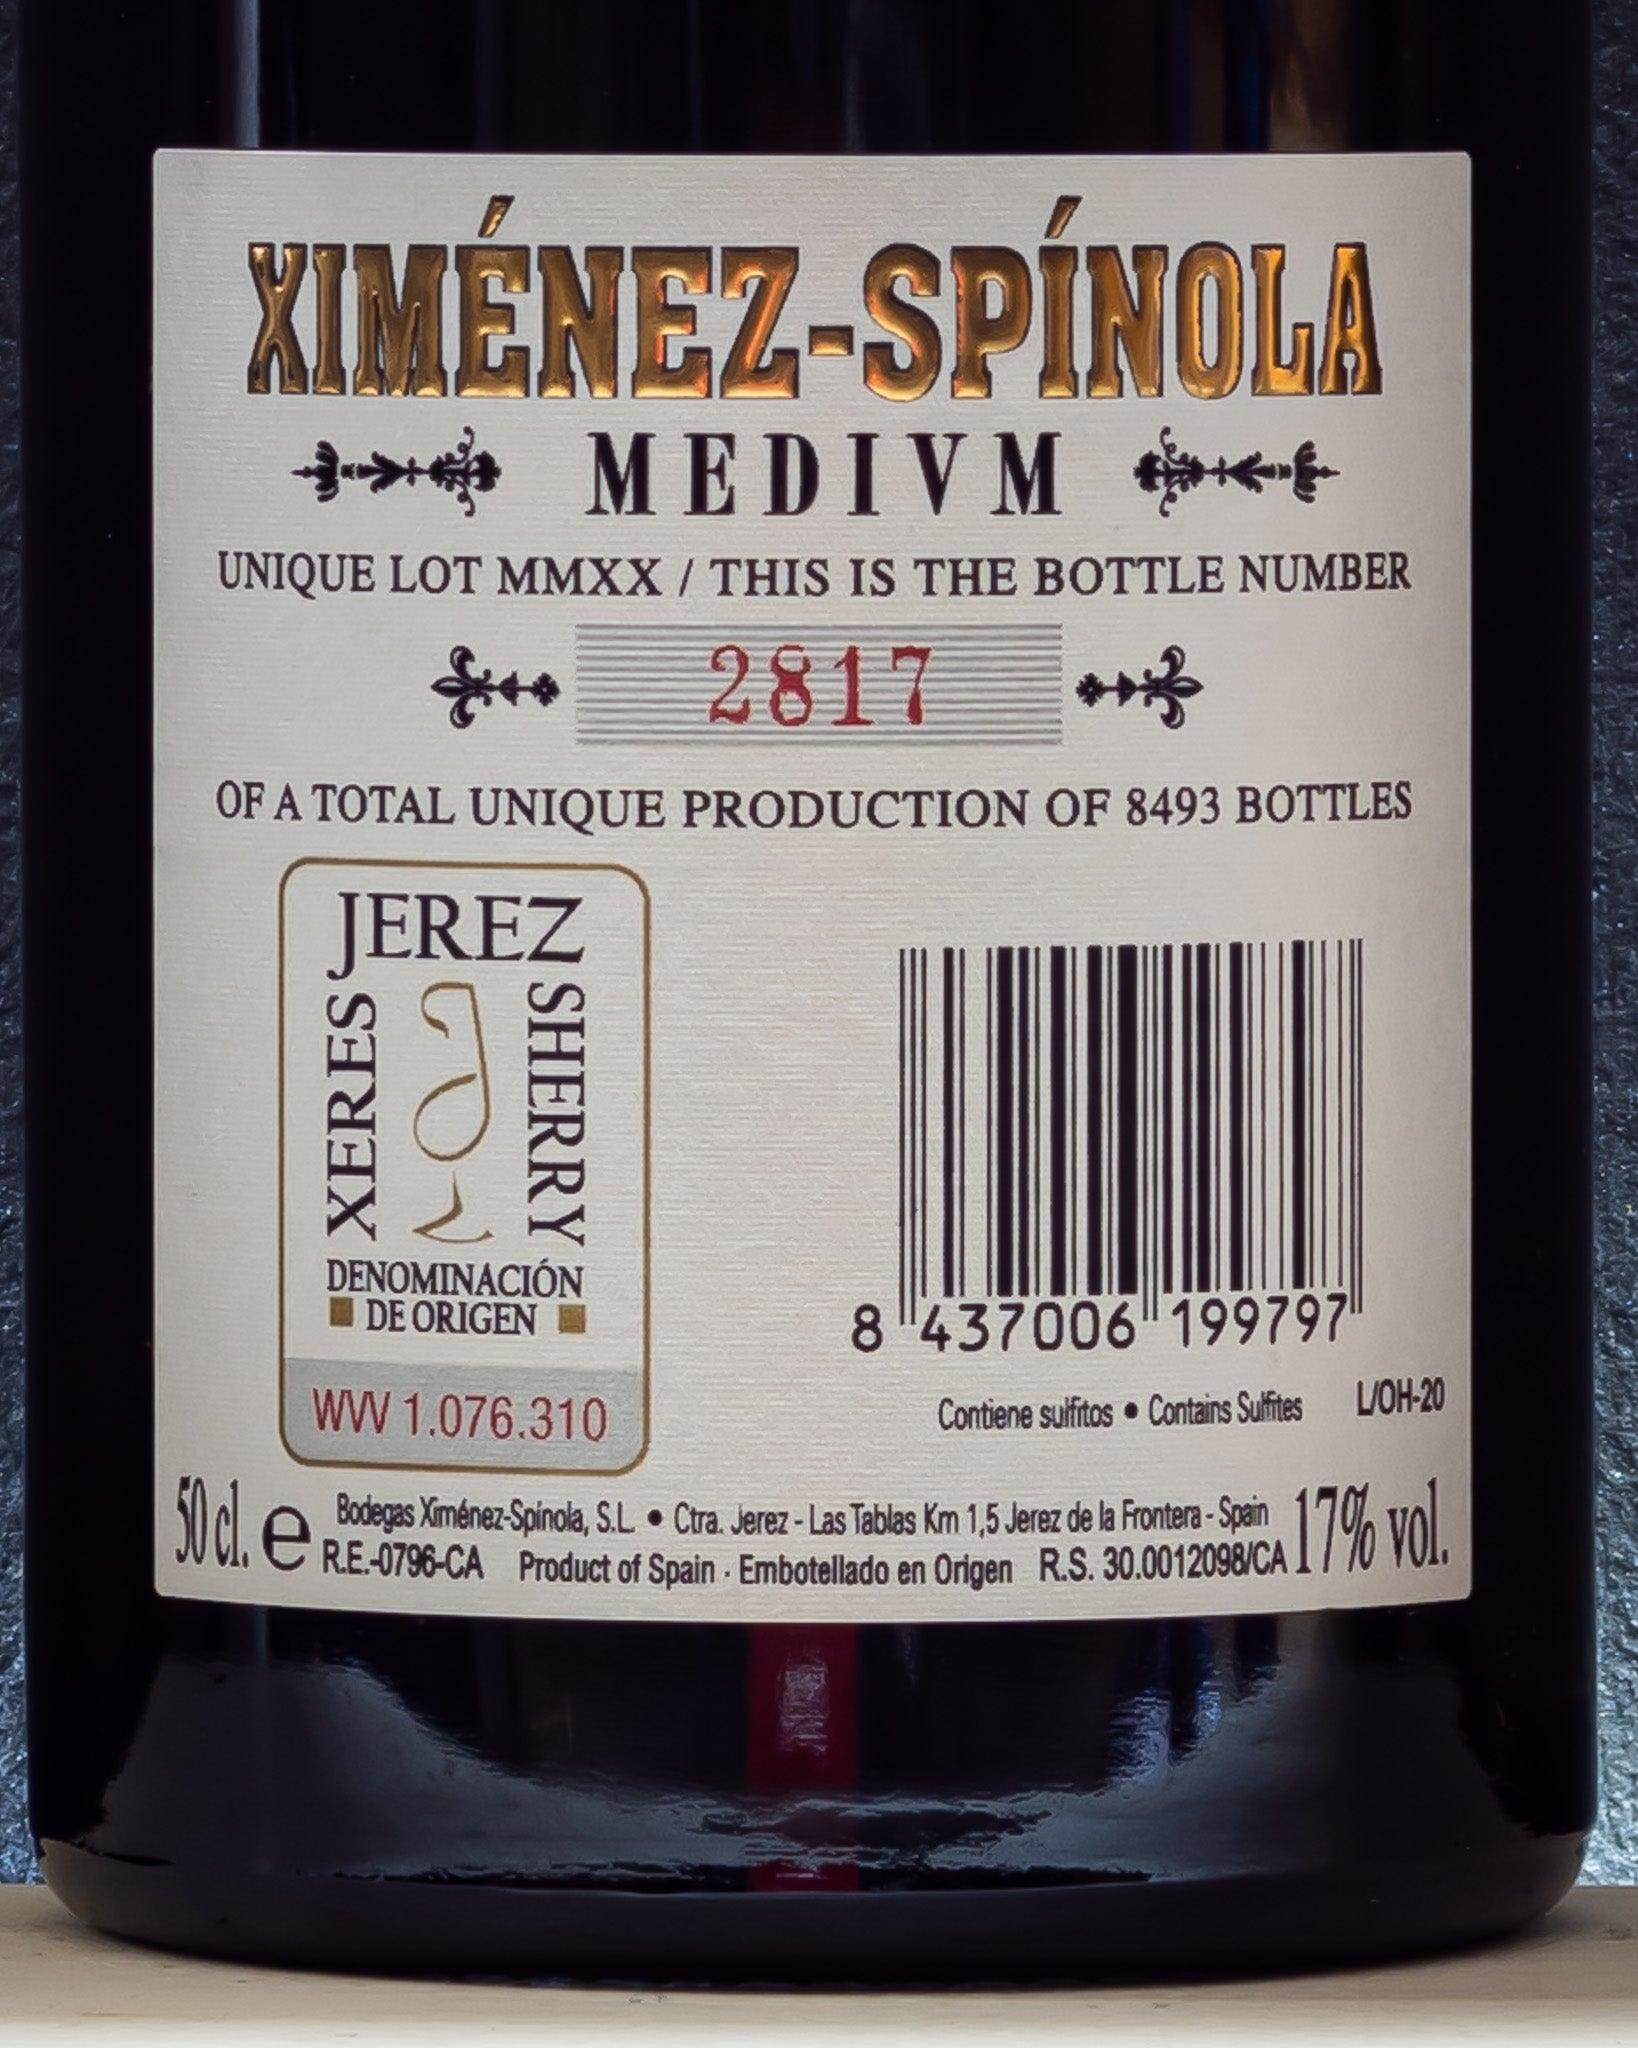 XIMÉNEZ-SPÍNOLA
MEDIVM
UNIQUE LOT MMXX / THIS IS THE BOTTLE NUMBER
2817
OF A TOTAL UNIQUE PRODUCTION OF 8493 BOTTLES
JEREZ
XERES
SHERRY
DENOMINACIÓN
DE ORIGEN
WV 1.076.310
8 437006 199797
Contiene sulfitos • Contains Sulfites
L/OH-20
50 cl. e
Bodegas Ximénez-Spínola, S.L. • Ctra. Jerez - Las Tablas Km 1,5 Jerez de la Frontera - Spain
R.E.-0796-CA Product of Spain · Embotellado en Origen R.S. 30.0012098/CA
17% vol.